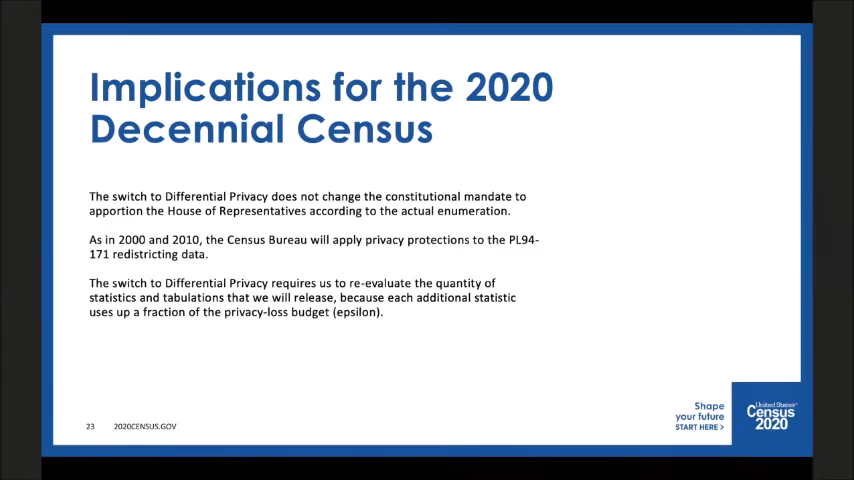 Implications for the 2020
Decennial Census
The switch to Differential Privacy does not change the constitutional mandate to
apportion the House of Representatives according to the actual enumeration.
As in 2000 and 2010, the Census Bureau will apply privacy protections to the PL94-
171 redistricting data.
The switch to Differential Privacy requires us to re-evaluate the quantity of
statistics and tabulations that we will release, because each additional statistic
uses up a fraction of the privacy-loss budget (epsilon).
23 2020CENSUS.GOV
Shape
your future
START HERE >
United States®
Census
2020